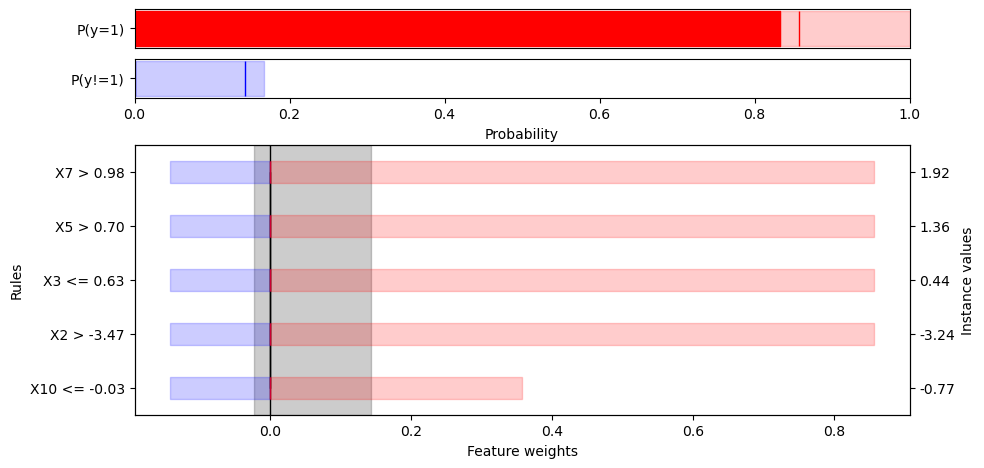 P(y=1)
P(y!=1)
0.0 0.2 0.4 0.6 0.8 1.0
Probability
X7 > 0.98 1.92
X5 > 0.70 1.36
X3 <= 0.63 0.44
X2 > -3.47 -3.24
X10 <= -0.03 -0.77
Rules
Instance values
0.0 0.2 0.4 0.6 0.8
Feature weights